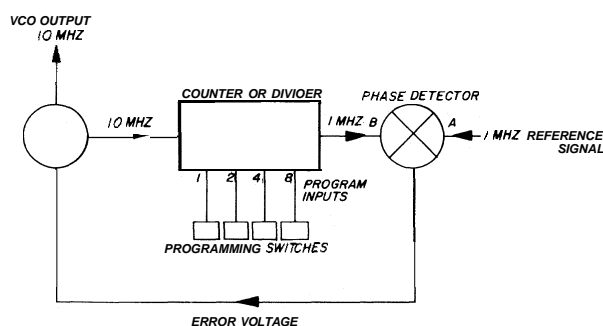 VCO OUTPUT
10 MHZ
COUNTER OR DIVIOER
PHASE DETECTOR
10 MHZ
1 MHZ
B
A
1 MHZ REFERENCE
SIGNAL
1 2 4 8
PROGRAM
INPUTS
PROGRAMMING SWITCHES
ERROR VOLTAGE